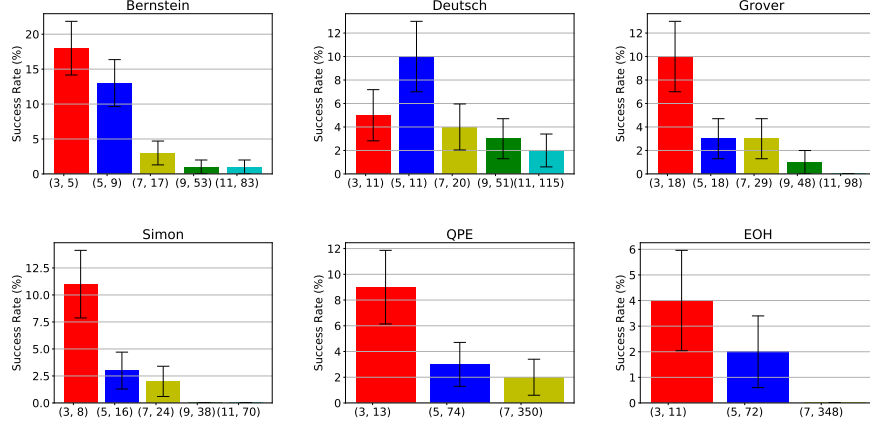 Bernstein
Success Rate (%)
20
15
10
5
0
(3, 5) (5, 9) (7, 17) (9, 53) (11, 83)
Deutsch
Success Rate (%)
12
10
8
6
4
2
0
(3, 11) (5, 11) (7, 20) (9, 51)(11, 115)
Grover
Success Rate (%)
12
10
8
6
4
2
0
(3, 18) (5, 18) (7, 29) (9, 48) (11, 98)
Simon
Success Rate (%)
12.5
10.0
7.5
5.0
2.5
0.0
(3, 8) (5, 16) (7, 24) (9, 38)(11, 70)
QPE
Success Rate (%)
12
10
8
6
4
2
0
(3, 13) (5, 74) (7, 350)
EOH
Success Rate (%)
6
5
4
3
2
1
0
(3, 11) (5, 72) (7, 348)